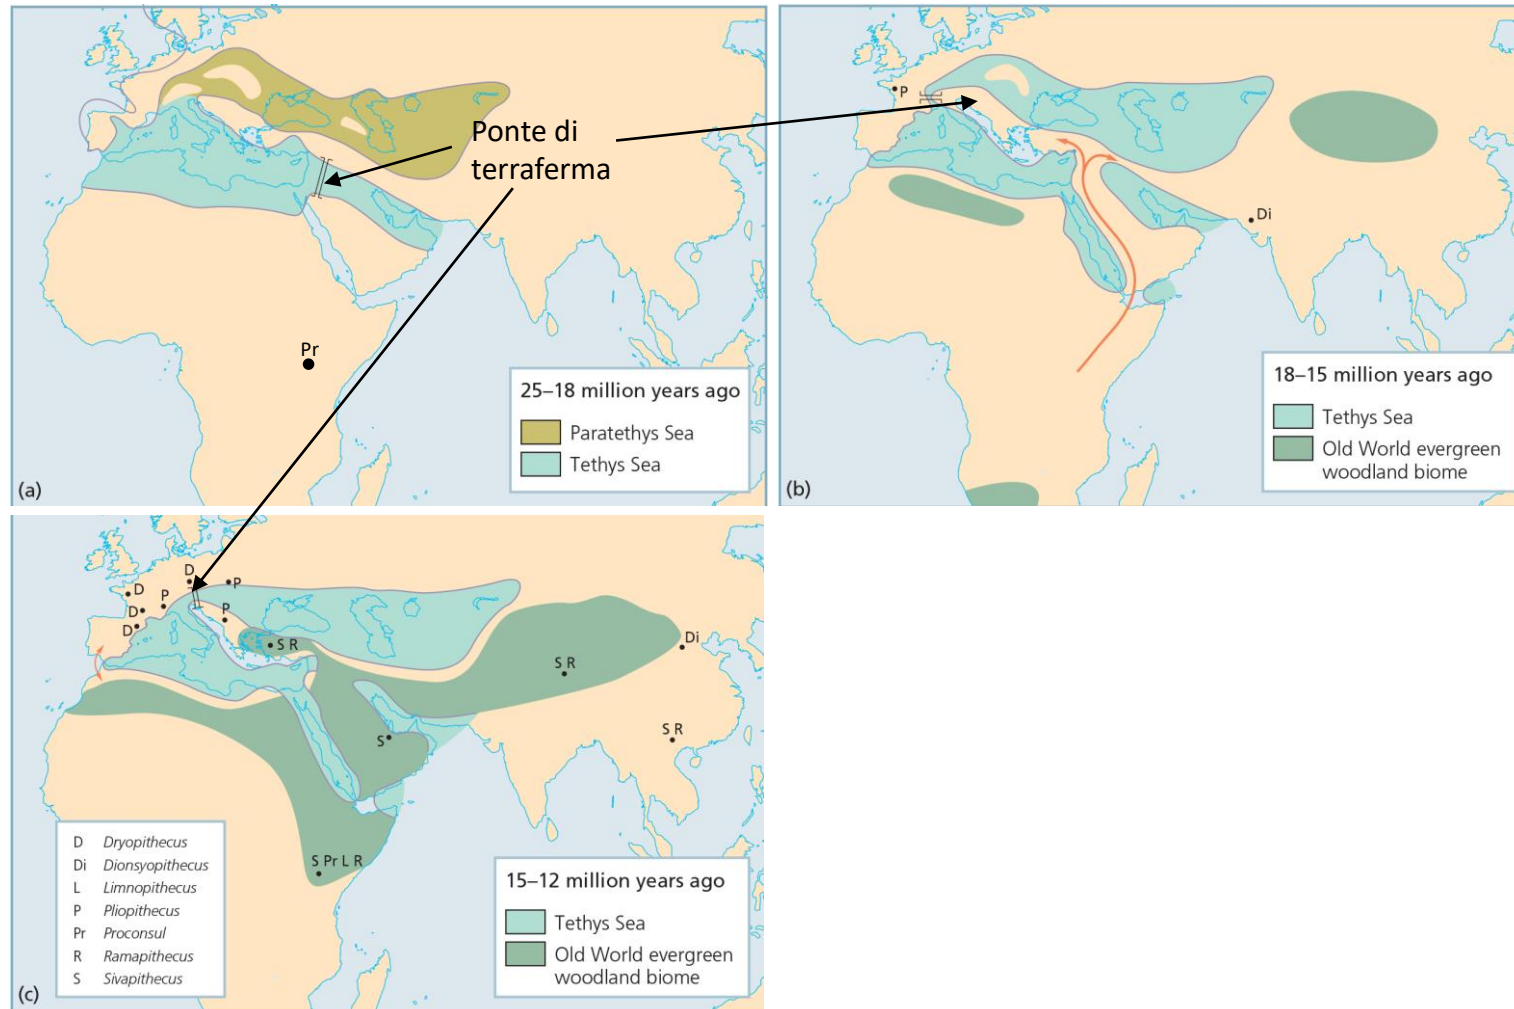 Ponte di
terraferma
Pr
25–18 million years ago
Paratethys Sea
Tethys Sea
(a)
P
Di
18–15 million years ago
Tethys Sea
Old World evergreen
woodland biome
(b)
D
P
D
P
D
P
D
S R
Di
S R
S R
S
S Pr L R
D Dryopithecus
Di Dionsyopithecus
L Limnopithecus
P Pliopithecus
Pr Proconsul
R Ramapithecus
S Sivapithecus
15–12 million years ago
Tethys Sea
Old World evergreen
woodland biome
(c)